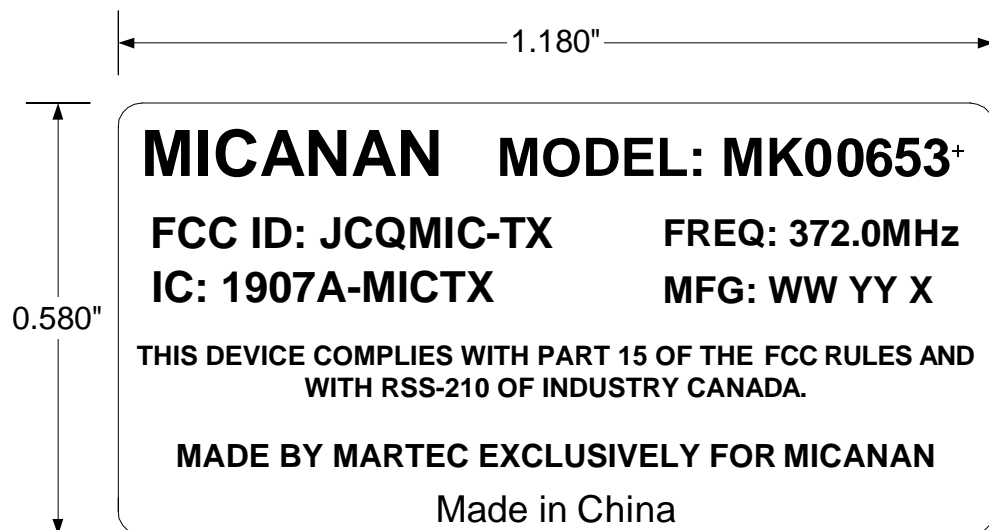 1.180"
MICANAN MODEL: MK00653+
FCC ID: JCQMIC-TX FREQ: 372.0MHz
IC: 1907A-MICTX MFG: WW YY X
0.580"
THIS DEVICE COMPLIES WITH PART 15 OF THE FCC RULES AND
WITH RSS-210 OF INDUSTRY CANADA.
MADE BY MARTEC EXCLUSIVELY FOR MICANAN
Made in China